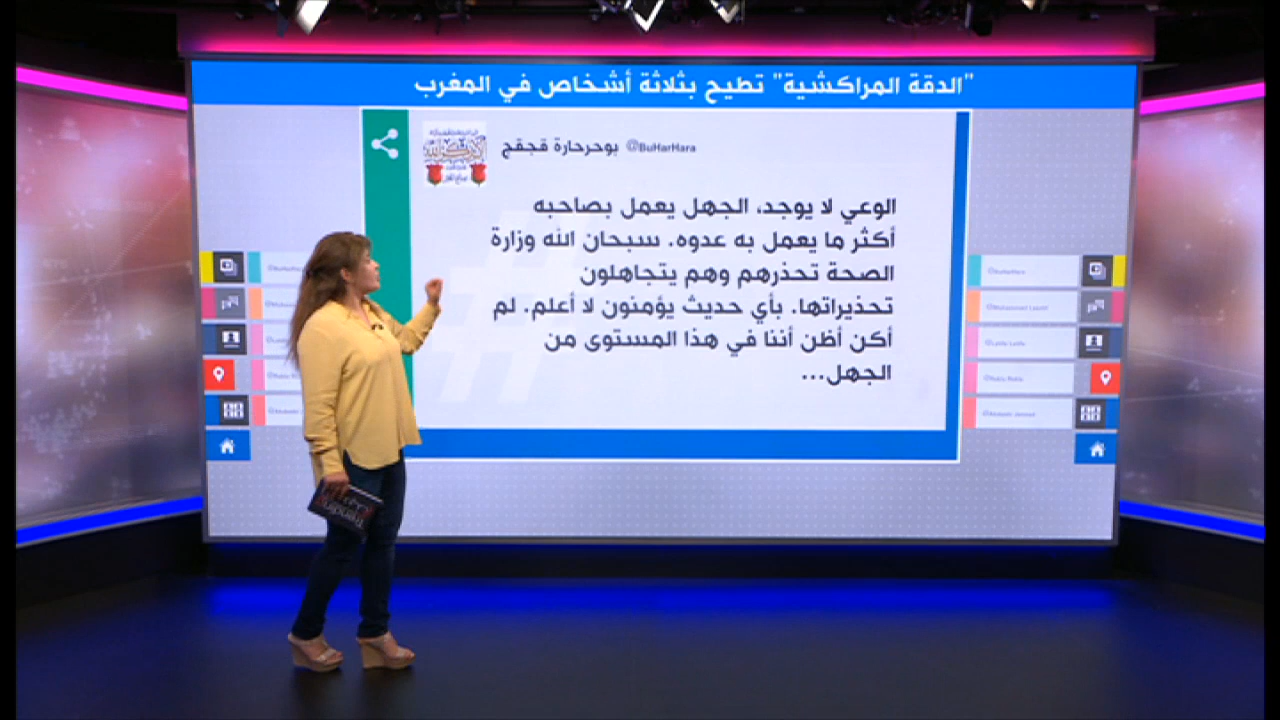 "الدقة المراكشية" تطيح بثلاثة أشخاص في المغرب
بوحرحارة قجقج @BuHarHara
الوعي لا يوجد، الجهل يعمل بصاحبه
أكثر ما يعمل به عدوه. سبحان الله وزارة
الصحة تحذرهم وهم يتجاهلون
تحذيراتها. بأي حديث يؤمنون لا أعلم. لم
أكن أظن أننا في هذا المستوى من
الجهل...
@BuHarHara
Trending